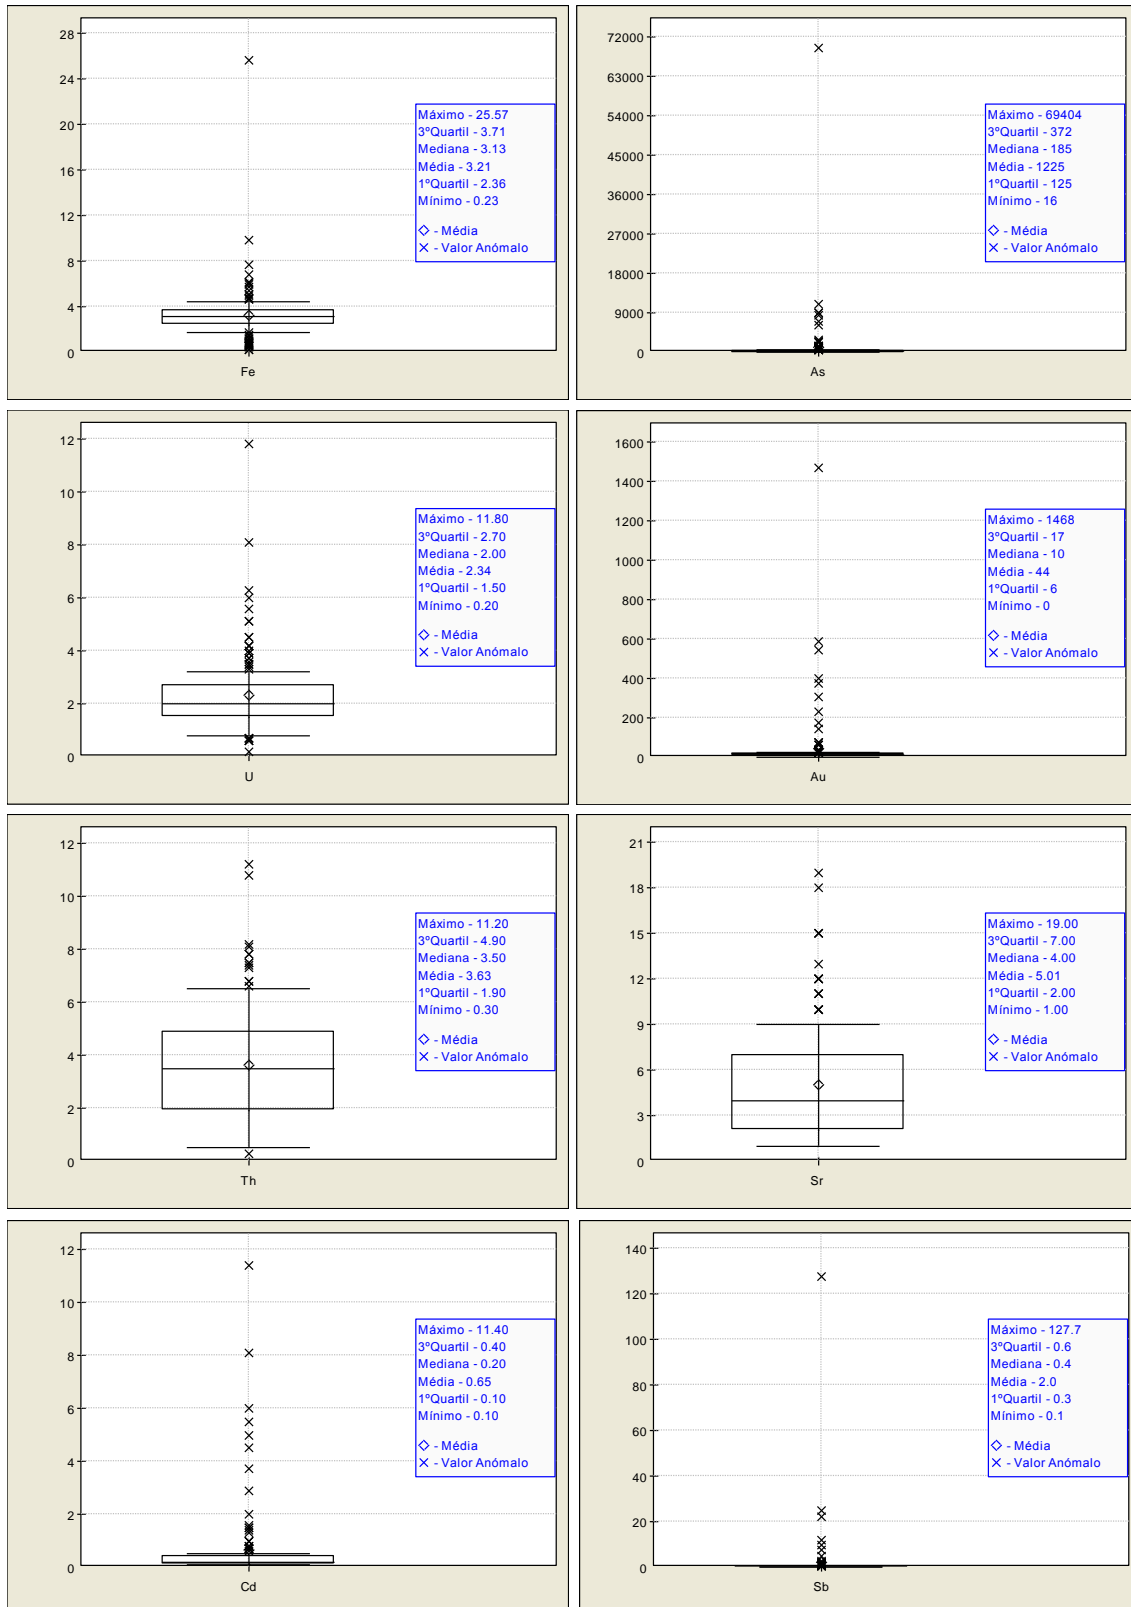 28
24
20
16
12
8
4
0
Fe
Máximo - 25.57
3ºQuartil - 3.71
Mediana - 3.13
Média - 3.21
1ºQuartil - 2.36
Mínimo - 0.23
- Média
- Valor Anómalo
72000
63000
54000
45000
36000
27000
18000
9000
0
As
Máximo - 69404
3ºQuartil - 372
Mediana - 185
Média - 1225
1ºQuartil - 125
Mínimo - 16
- Média
- Valor Anómalo
12
10
8
6
4
2
0
U
Máximo - 11.80
3ºQuartil - 2.70
Mediana - 2.00
Média - 2.34
1ºQuartil - 1.50
Mínimo - 0.20
- Média
- Valor Anómalo
1600
1400
1200
1000
800
600
400
200
0
Au
Máximo - 1468
3ºQuartil - 17
Mediana - 10
Média - 44
1ºQuartil - 6
Mínimo - 0
- Média
- Valor Anómalo
12
10
8
6
4
2
0
Th
Máximo - 11.20
3ºQuartil - 4.90
Mediana - 3.50
Média - 3.63
1ºQuartil - 1.90
Mínimo - 0.30
- Média
- Valor Anómalo
21
18
15
12
9
6
3
0
Sr
Máximo - 19.00
3ºQuartil - 7.00
Mediana - 4.00
Média - 5.01
1ºQuartil - 2.00
Mínimo - 1.00
- Média
- Valor Anómalo
12
10
8
6
4
2
0
Cd
Máximo - 11.40
3ºQuartil - 0.40
Mediana - 0.20
Média - 0.65
1ºQuartil - 0.10
Mínimo - 0.10
- Média
- Valor Anómalo
140
120
100
80
60
40
20
0
Sb
Máximo - 127.7
3ºQuartil - 0.6
Mediana - 0.4
Média - 2.0
1ºQuartil - 0.3
Mínimo - 0.1
- Média
- Valor Anómalo